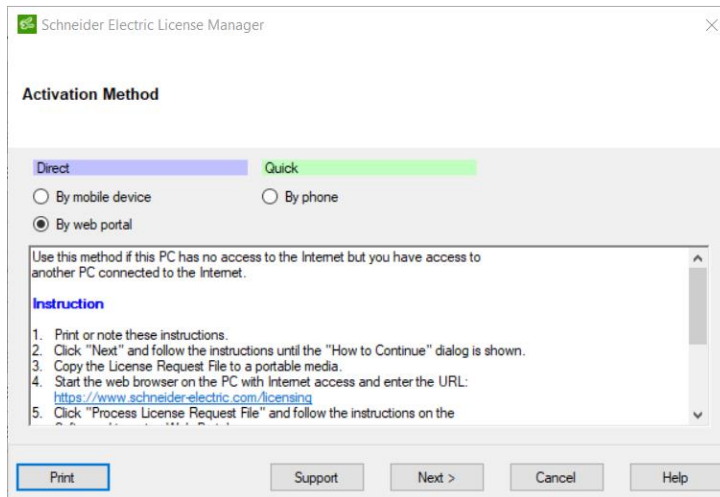 Schneider Electric License Manager
Activation Method
Direct
Quick
By mobile device
By phone
By web portal
Use this method if this PC has no access to the Internet but you have access to
another PC connected to the Internet.
Instruction
1. Print or note these instructions.
2. Click "Next" and follow the instructions until the "How to Continue" dialog is shown.
3. Copy the License Request File to a portable media.
4. Start the web browser on the PC with Internet access and enter the URL:
https://www.schneider-electric.com/licensing
5. Click "Process License Request File" and follow the instructions on the
Print
Support
Next >
Cancel
Help